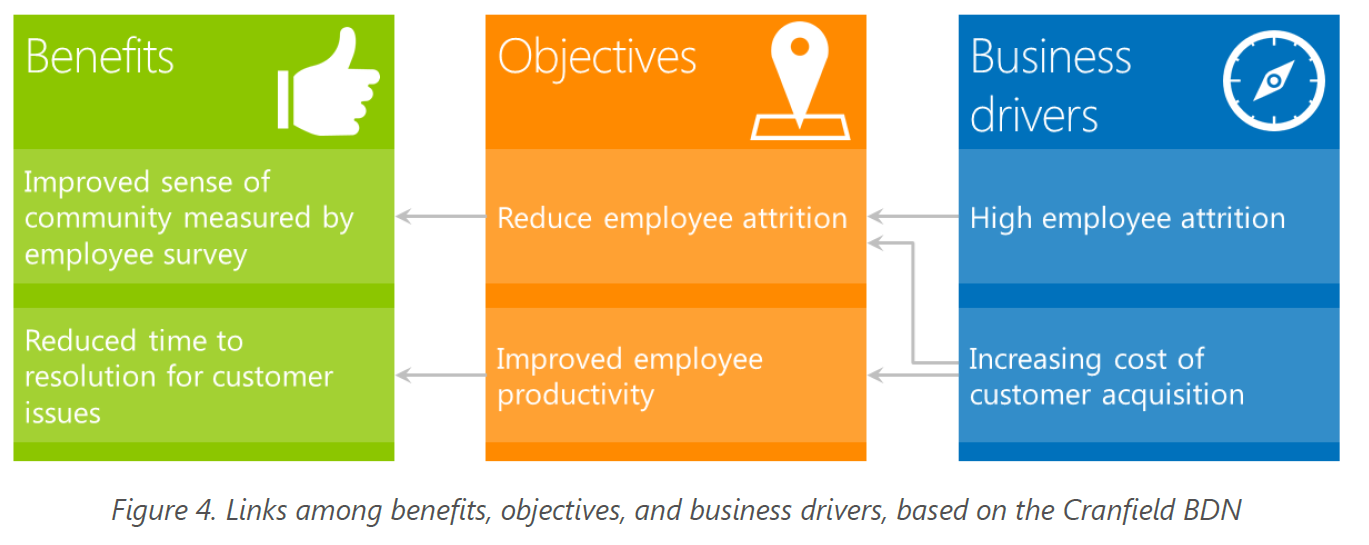 Benefits
Improved sense of
community measured by
employee survey
Reduced time to
resolution for customer
issues
Objectives
Reduce employee attrition
Improved employee
productivity
Business
drivers
High employee attrition
Increasing cost of
customer acquisition
Figure 4. Links among benefits, objectives, and business drivers, based on the Cranfield BDN